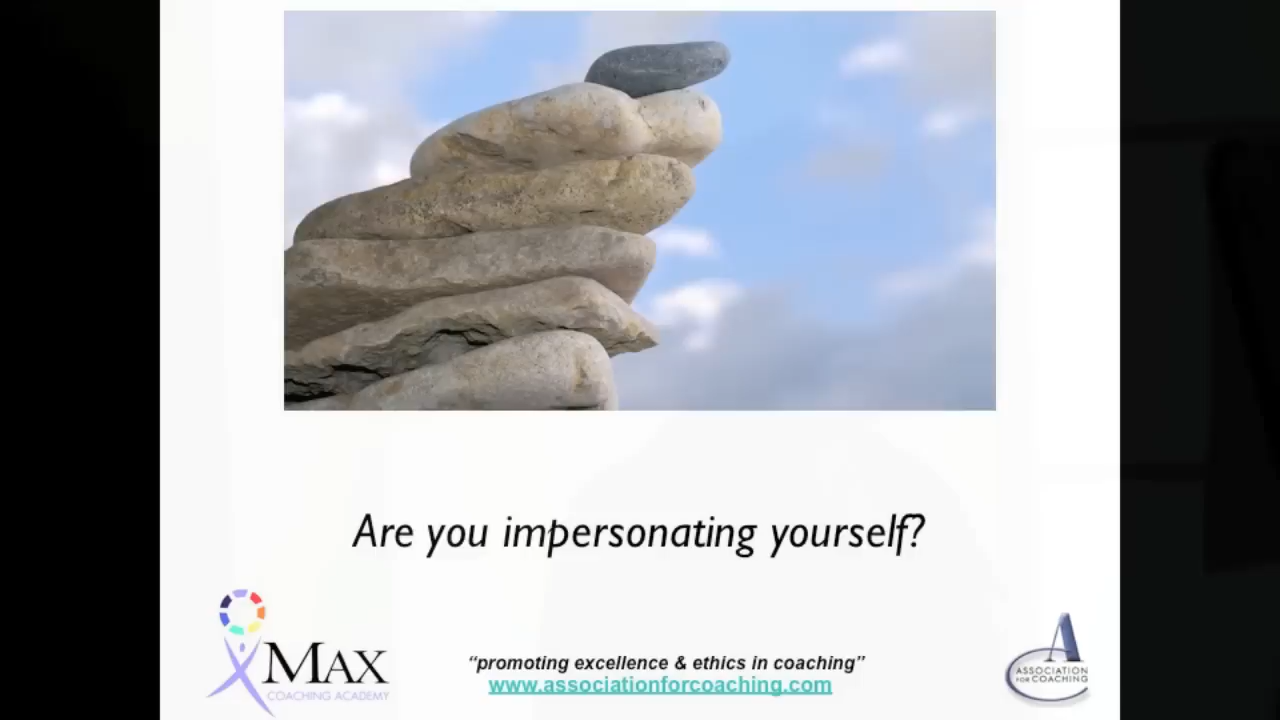 Are you impersonating yourself?
MAX
COACHING ACADEMY
“promoting excellence & ethics in coaching”
www.associationforcoaching.com
A
ASSOCIATION
FOR COACHING